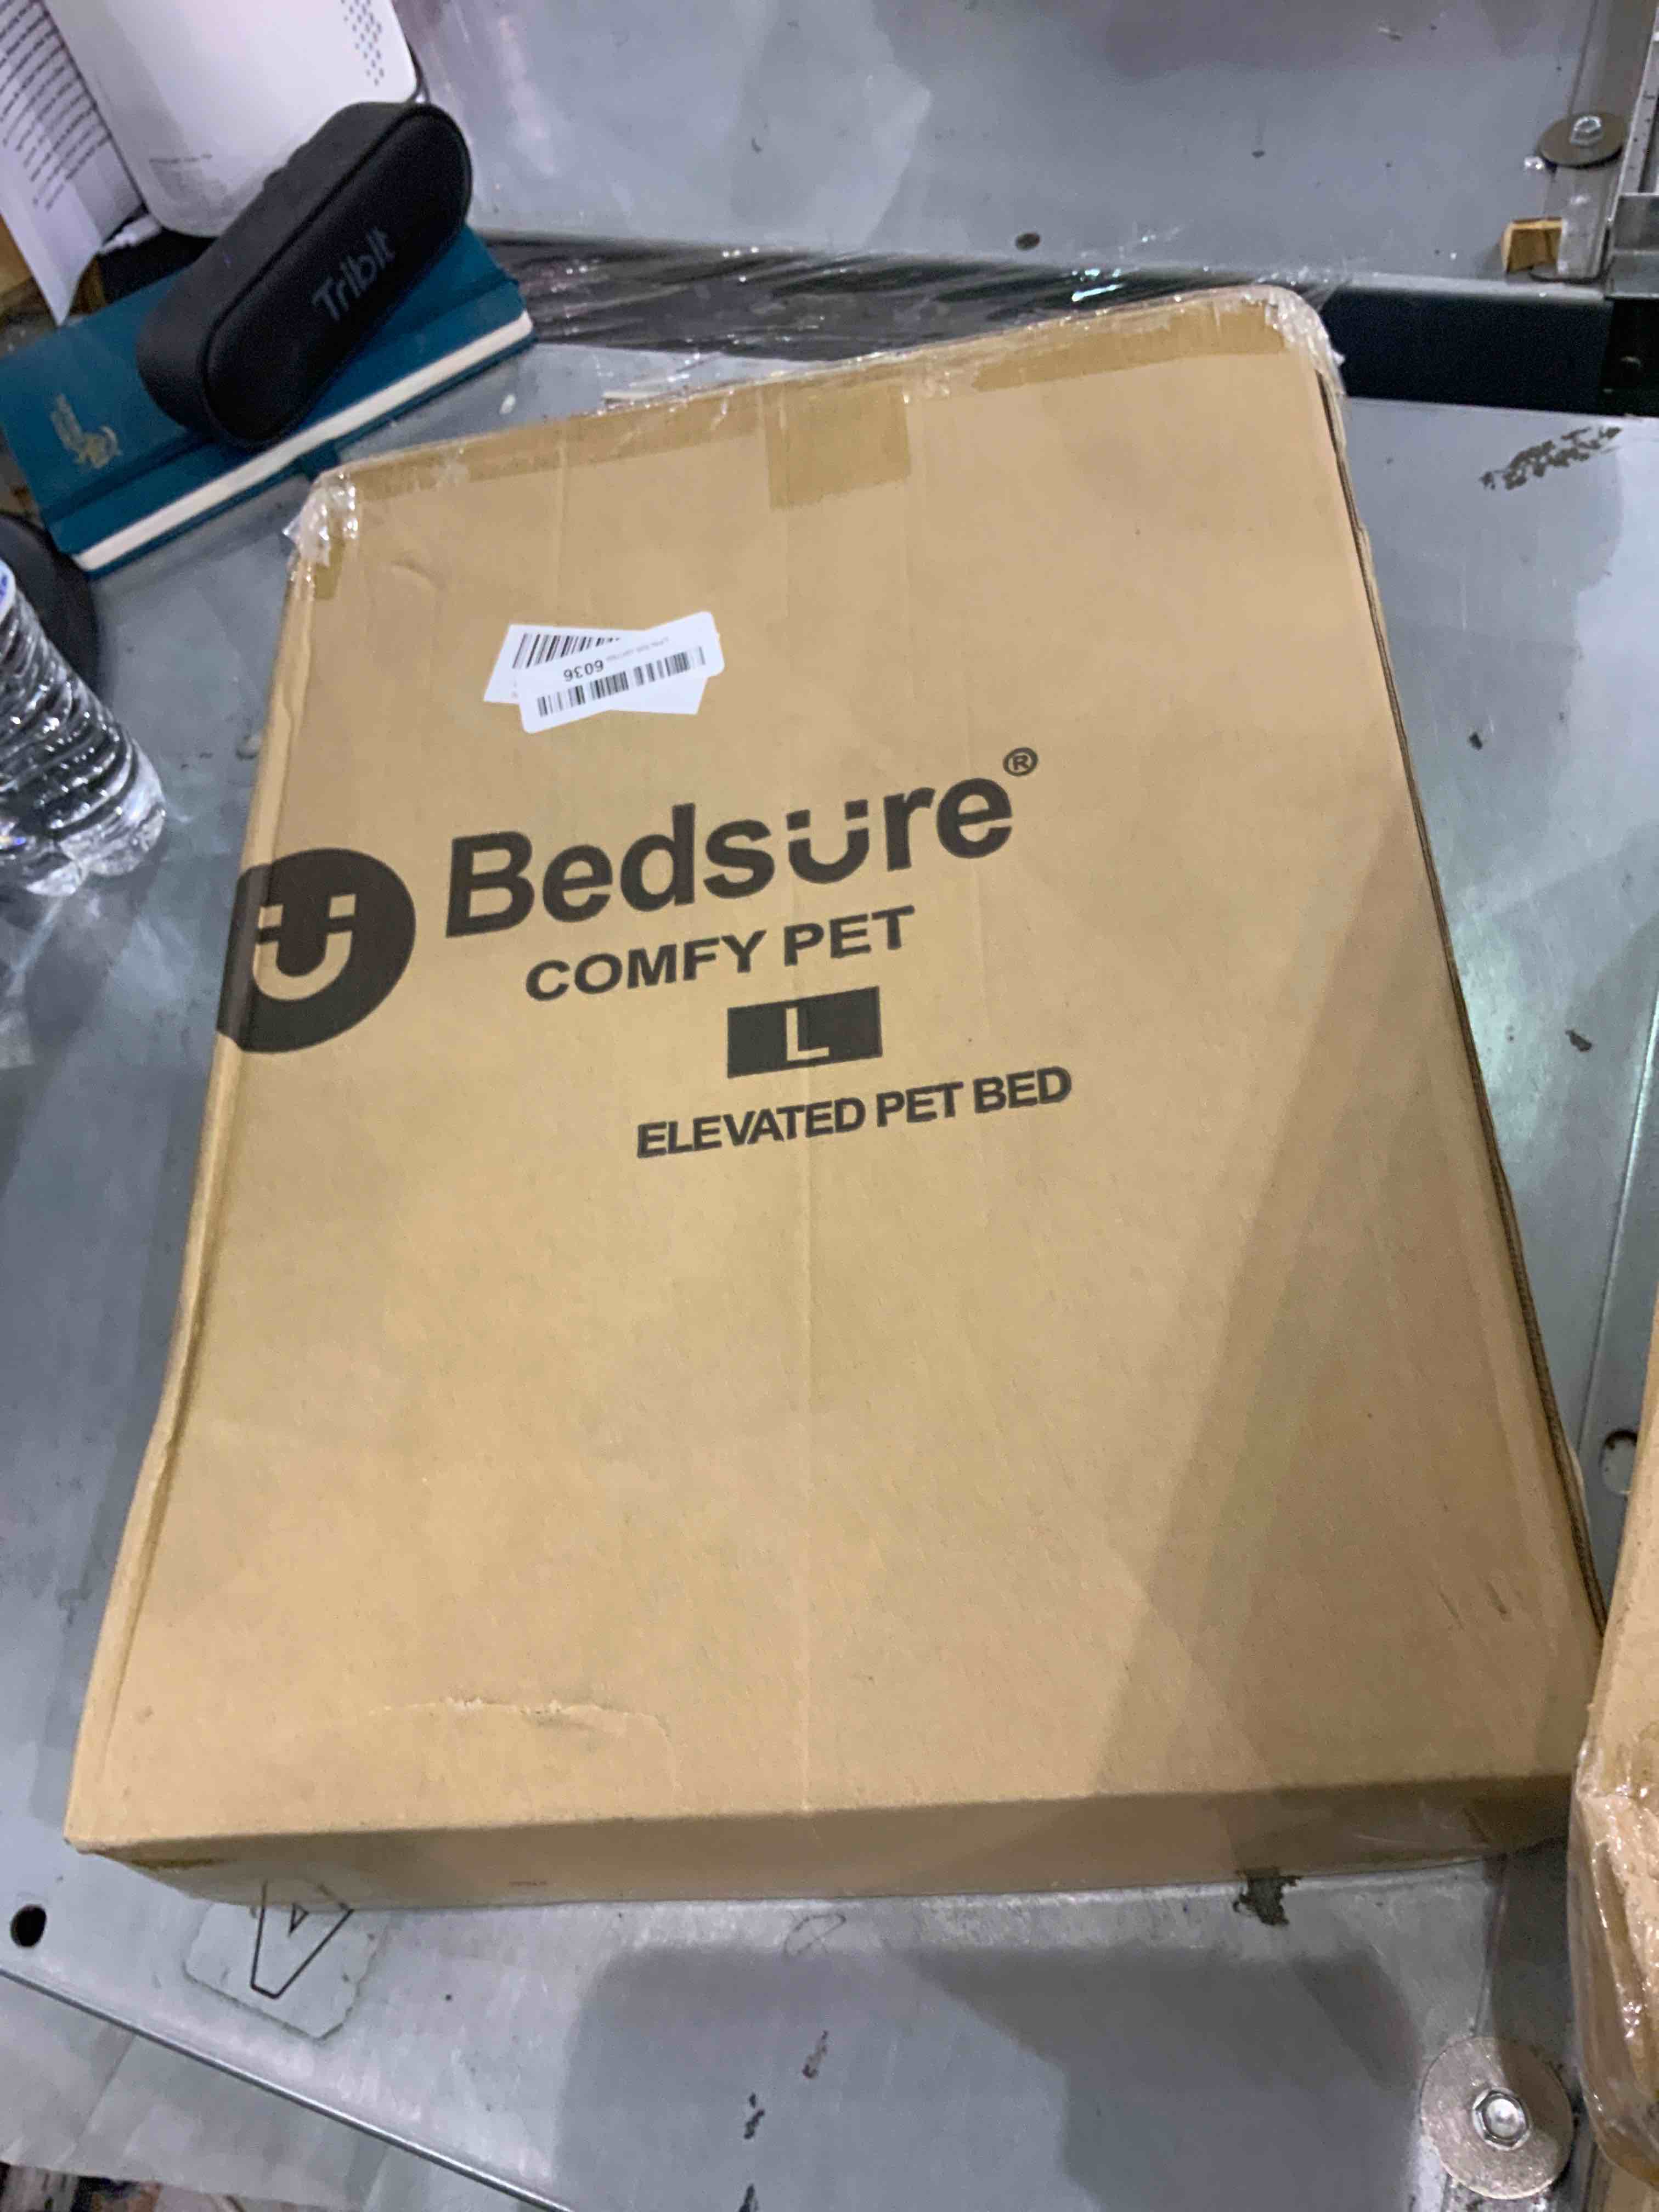 Tribit
6036
Bedsure®
COMFY PET
L
ELEVATED PET BED